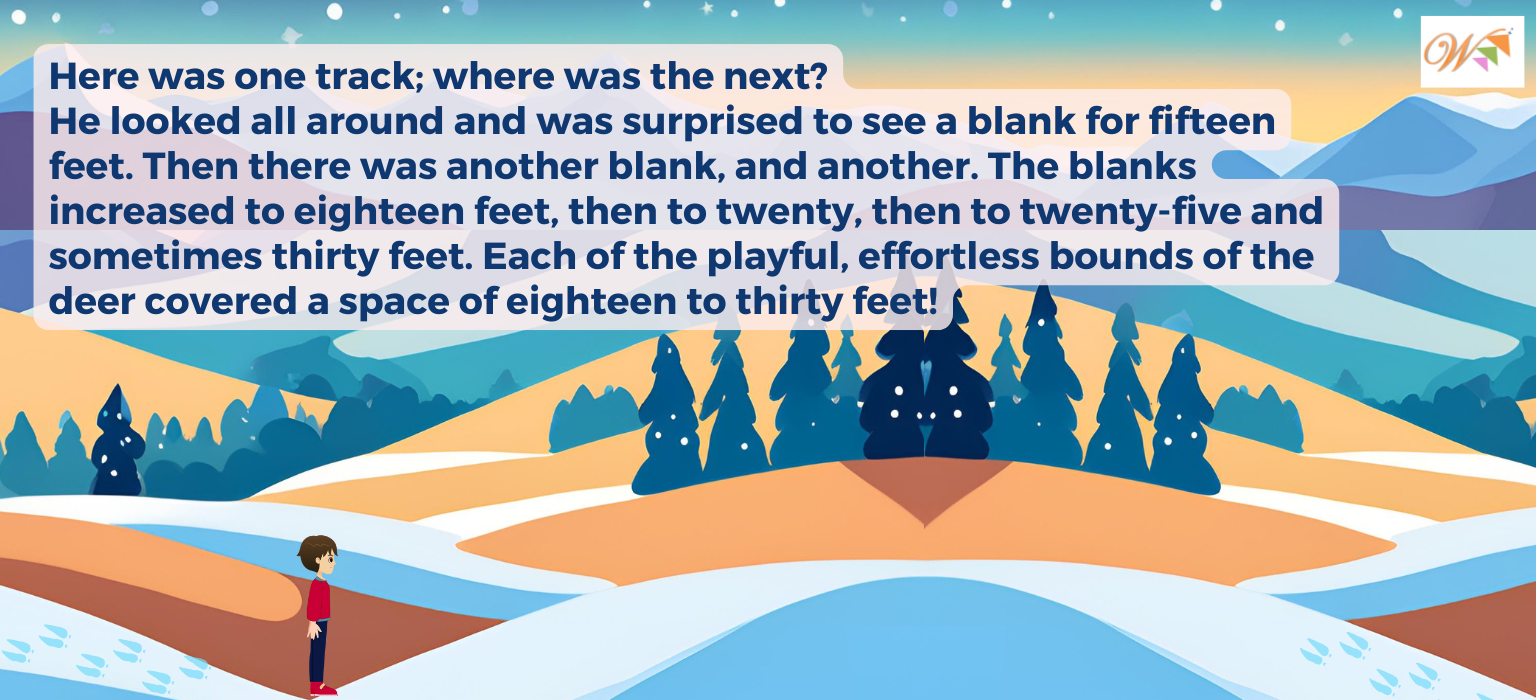 Here was one track; where was the next?
He looked all around and was surprised to see a blank for fifteen
feet. Then there was another blank, and another. The blanks
increased to eighteen feet, then to twenty, then to twenty-five and
sometimes thirty feet. Each of the playful, effortless bounds of the
deer covered a space of eighteen to thirty feet!
W